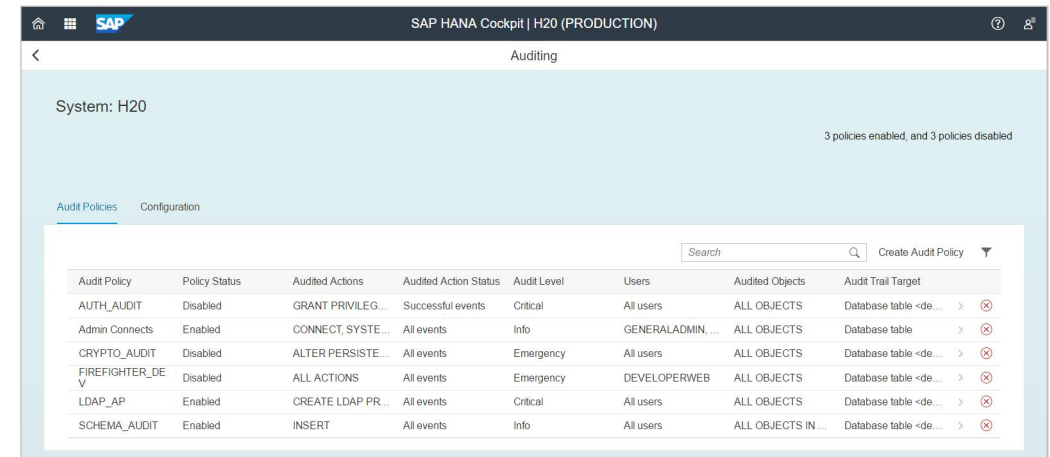 SAP SAP HANA Cockpit | H20 (PRODUCTION)
Auditing
System: H20
3 policies enabled, and 3 policies disabled
Audit Policies Configuration
Search Create Audit Policy
Audit Policy Policy Status Audited Actions Audited Action Status Audit Level Users Audited Objects Audit Trail Target
AUTH_AUDIT Disabled GRANT PRIVILEG... Successful events Critical All users ALL OBJECTS Database table <de...
Admin Connects Enabled CONNECT, SYSTE... All events Info GENERALADMIN, ... ALL OBJECTS Database table
CRYPTO_AUDIT Disabled ALTER PERSISTE... All events Emergency All users ALL OBJECTS Database table <de...
FIREFIGHTER_DE
V Disabled ALL ACTIONS All events Emergency DEVELOPERWEB ALL OBJECTS Database table <de...
LDAP_AP Enabled CREATE LDAP PR... All events Critical All users ALL OBJECTS Database table <de...
SCHEMA_AUDIT Enabled INSERT All events Info All users ALL OBJECTS IN ... Database table <de...